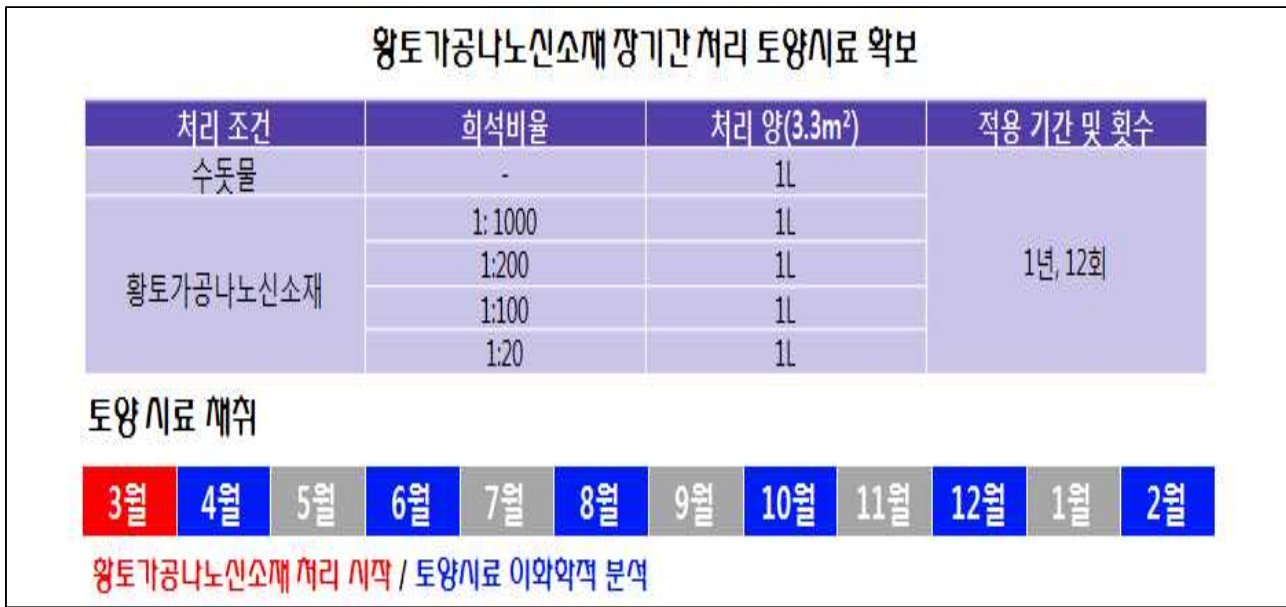 황토가공나노신소재 장기간 처리 토양시료 확보
처리 조건 희석비율 처리 양(3.3m²) 적용 기간 및 횟수
수돗물 - 1L
1: 1000 1L
1:200 1L
황토가공나노신소재 1년, 12회
1:100 1L
1:20 1L
토양 시료 채취
3월 4월 5월 6월 7월 8월 9월 10월 11월 12월 1월 2월
황토가공나노신소재 처리 시작 / 토양시료 이화학적 분석